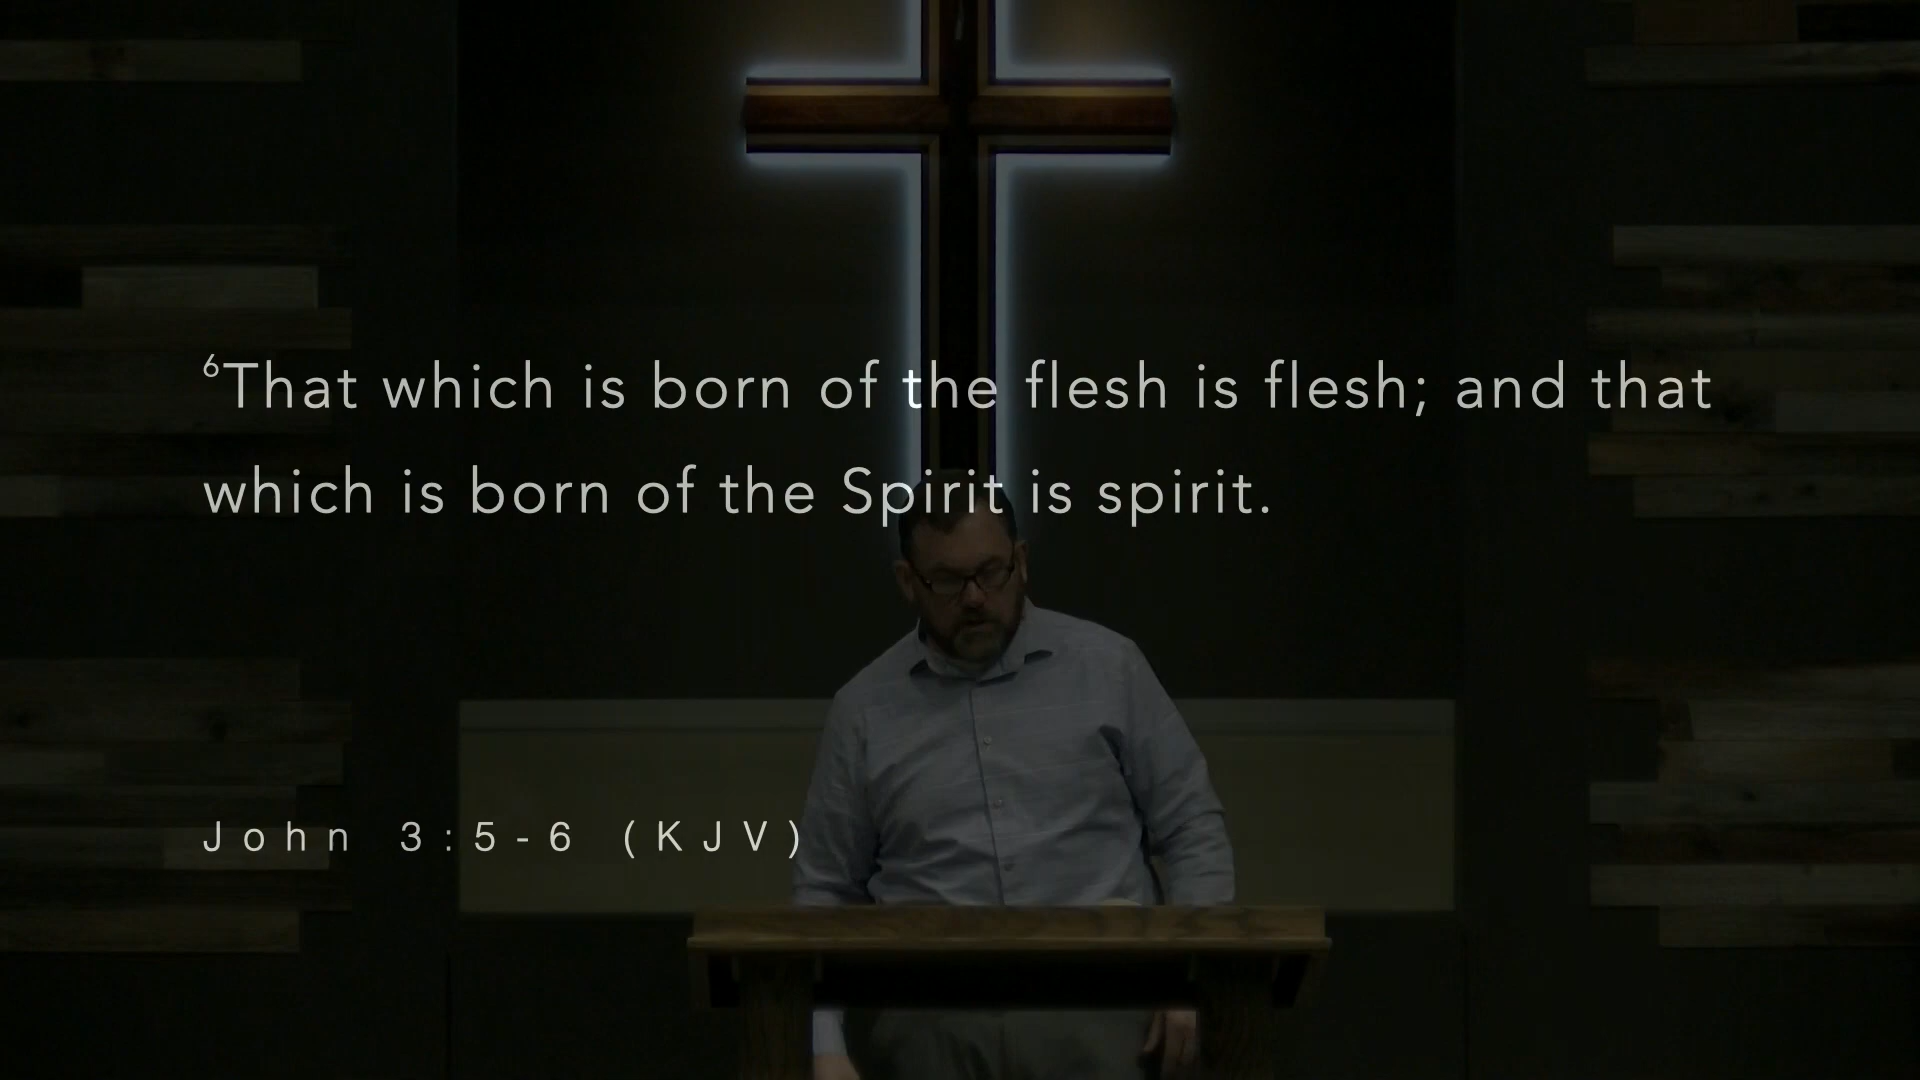 ⁶That which is born of the flesh is flesh; and that
which is born of the Spirit is spirit.
John 3:5-6 (KJV)